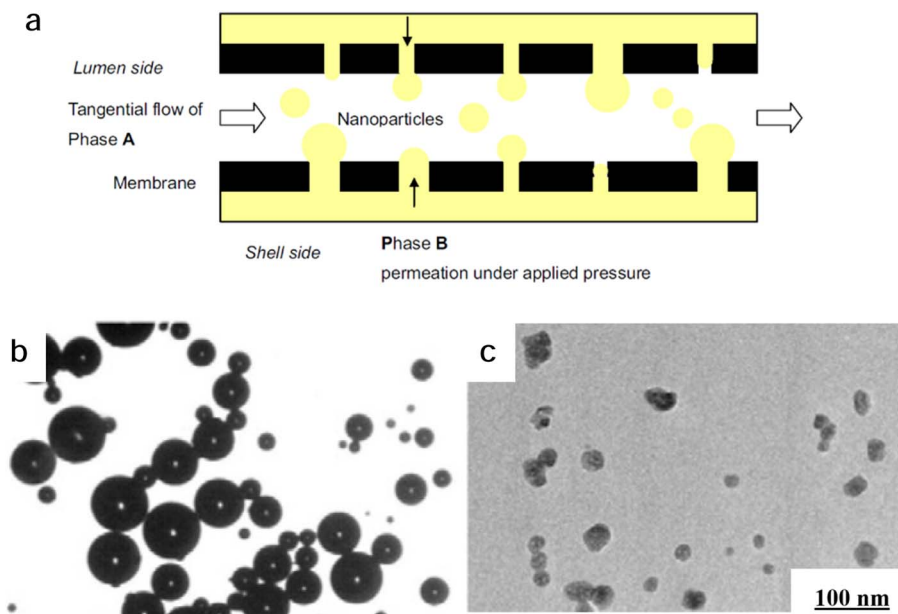 a
Lumen side
Tangential flow of
Phase A
Nanoparticles
Membrane
Shell side
Phase B
permeation under applied pressure
b
c
100 nm